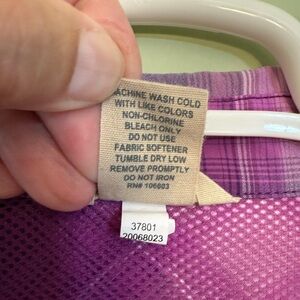 ACHINE WASH COLD
WITH LIKE COLORS
NON-CHLORINE
BLEACH ONLY
DO NOT USE
FABRIC SOFTENER
TUMBLE DRY LOW
REMOVE PROMPTLY
DO NOT IRON
RN# 106603
37801
20068023